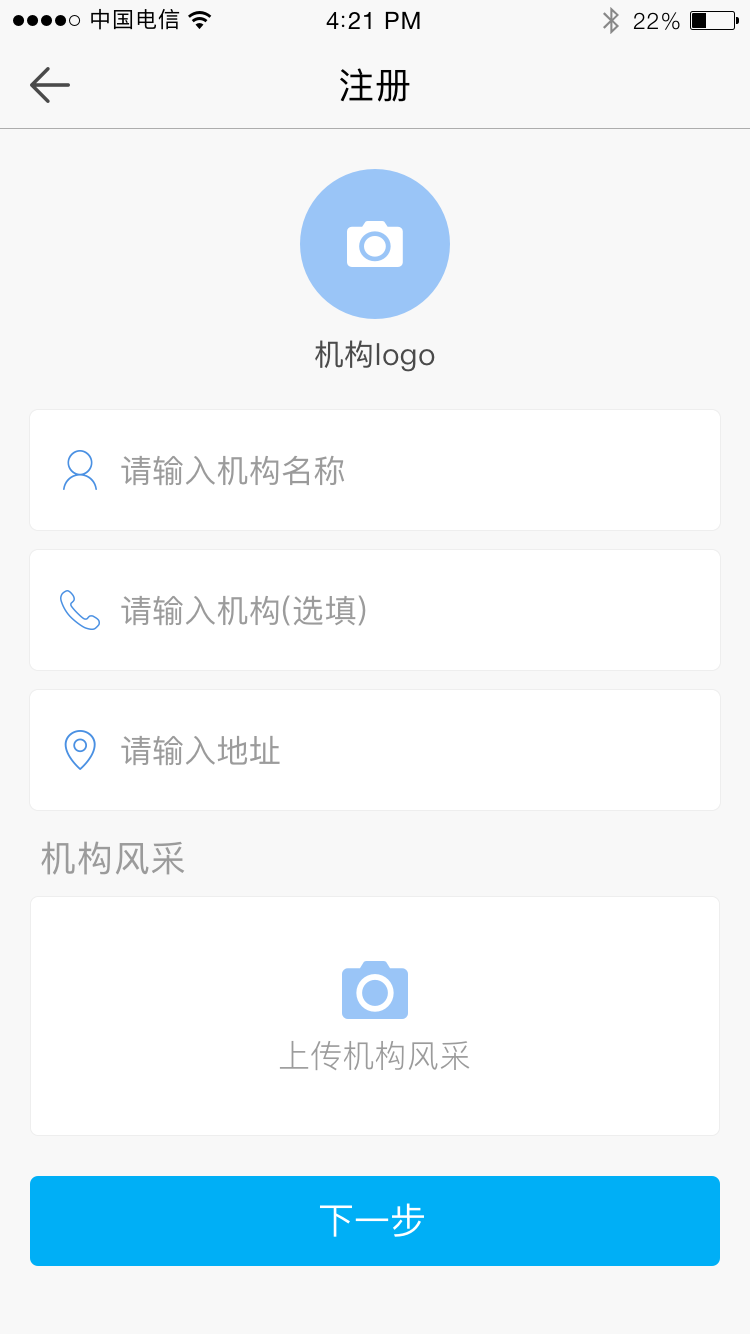 中国电信 4:21 PM 22%
注册
机构logo
请输入机构名称
请输入机构(选填)
请输入地址
机构风采
上传机构风采
下一步